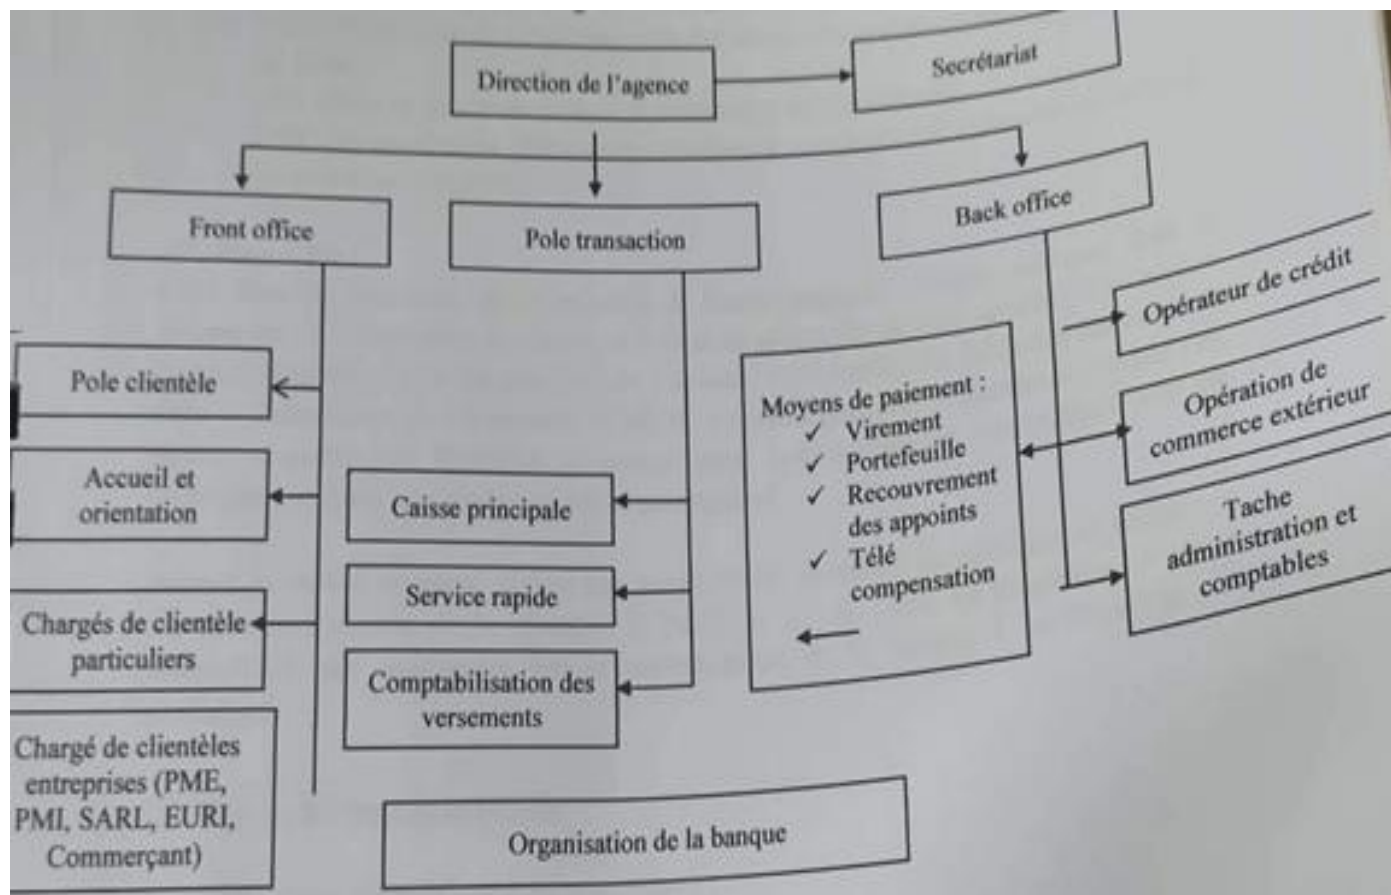 Direction de l'agence
Secrétariat
Front office
Pole transaction
Back office
Pole clientèle
Accueil et
orientation
Chargés de clientèle
particuliers
Chargé de clientèles
entreprises (PME,
PMI, SARL, EURI,
Commerçant)
Caisse principale
Service rapide
Comptabilisation des
versements
Moyens de paiement :
✓ Virement
✓ Portefeuille
✓ Recouvrement
des appoints
✓ Télé
compensation
Opérateur de crédit
Opération de
commerce extérieur
Tache
administration et
comptables
Organisation de la banque